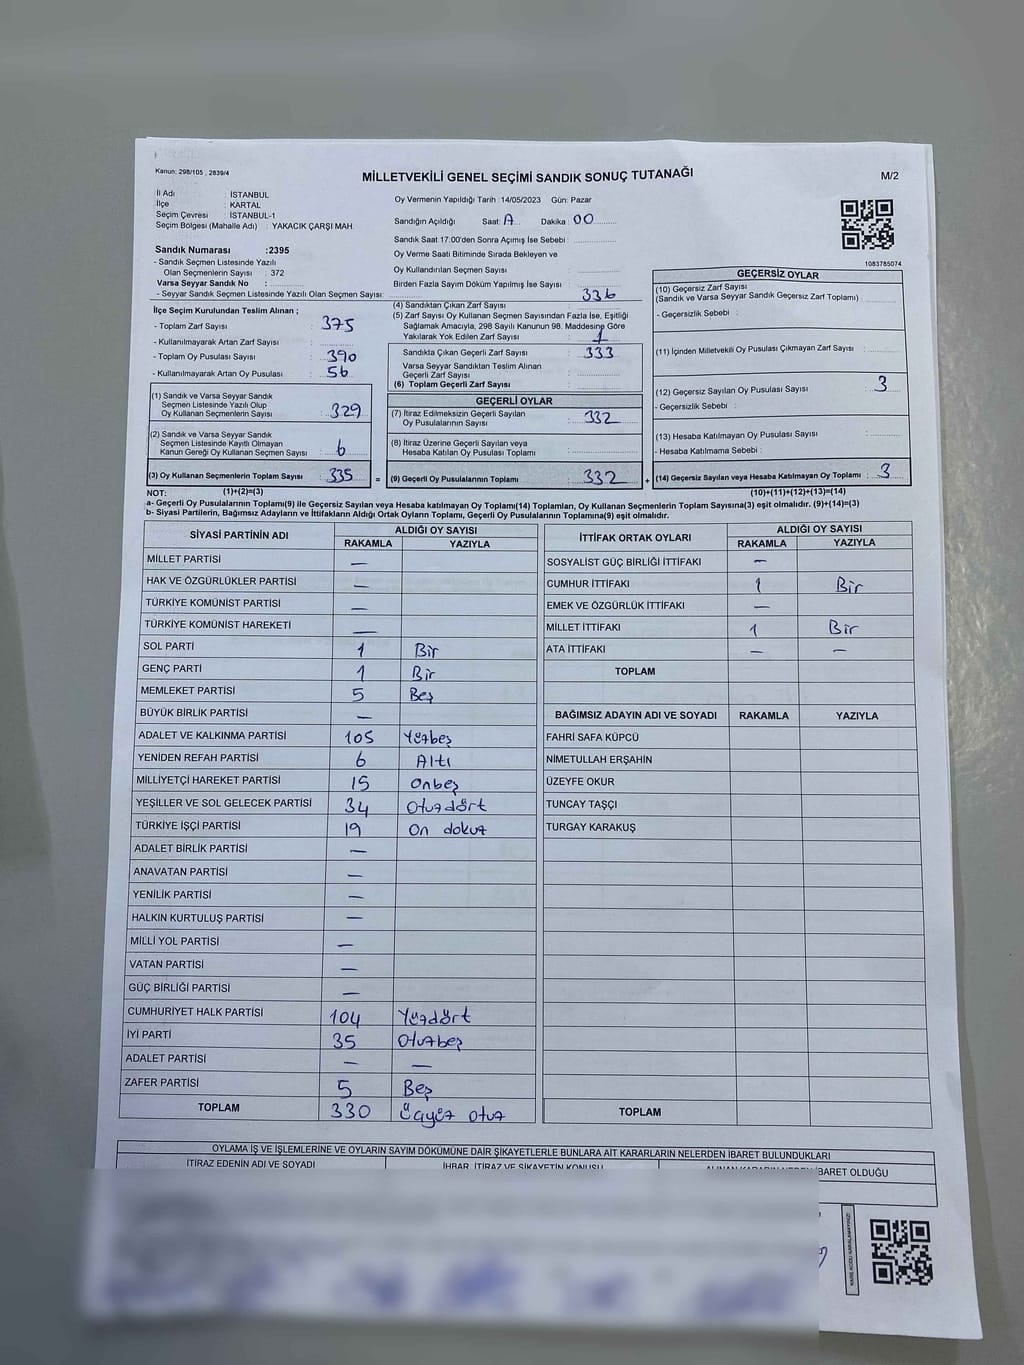 Kanun: 298/105 , 2839/4
MİLLETVEKİLİ GENEL SEÇİMİ SANDIK SONUÇ TUTANAĞI
M/2
İl Adı : İSTANBUL
İlçe : KARTAL
Seçim Çevresi : İSTANBUL-1
Seçim Bölgesi (Mahalle Adı) : YAKACIK ÇARŞI MAH.
Sandık Numarası :2395
- Sandık Seçmen Listesinde Yazılı
Olan Seçmenlerin Sayısı : 372
Varsa Seyyar Sandık No :
- Seyyar Sandık Seçmen Listesinde Yazılı Olan Seçmen Sayısı:
İlçe Seçim Kurulundan Teslim Alınan ;
- Toplam Zarf Sayısı : 375
- Kullanılmayarak Artan Zarf Sayısı :
- Toplam Oy Pusulası Sayısı : 390
- Kullanılmayarak Artan Oy Pusulası : 56
(1) Sandık ve Varsa Seyyar Sandık
Seçmen Listesinde Yazılı Olup
Oy Kullanan Seçmenlerin Sayısı : 329
(2) Sandık ve Varsa Seyyar Sandık
Seçmen Listesinde Kayıtlı Olmayan
Kanun Gereği Oy Kullanan Seçmen Sayısı : 6
(3) Oy Kullanan Seçmenlerin Toplam Sayısı : 335 =
Oy Vermenin Yapıldığı Tarih : 14/05/2023 Gün: Pazar
Sandığın Açıldığı Saat: A Dakika : 00
Sandık Saat 17:00'den Sonra Açımış İse Sebebi :
Oy Verme Saati Bitiminde Sırada Bekleyen ve
Oy Kullandırılan Seçmen Sayısı :
Birden Fazla Sayım Döküm Yapılmış İse Sayısı :
(4) Sandıktan Çıkan Zarf Sayısı : 336
(5) Zarf Sayısı Oy Kullanan Seçmen Sayısından Fazla İse, Eşitliği
Sağlamak Amacıyla, 298 Sayılı Kanunun 98. Maddesine Göre
Yakılarak Yok Edilen Zarf Sayısı : 1
Sandıkta Çıkan Geçerli Zarf Sayısı : 333
Varsa Seyyar Sandıktan Teslim Alınan
Geçerli Zarf Sayısı :
(6) Toplam Geçerli Zarf Sayısı :
GEÇERLİ OYLAR
(7) İtiraz Edilmeksizin Geçerli Sayılan
Oy Pusulalarının Sayısı : 332
(8) İtiraz Üzerine Geçerli Sayılan veya
Hesaba Katılan Oy Pusulası Toplamı :
(9) Geçerli Oy Pusulalarının Toplamı : 332 +
1083785074
GEÇERSİZ OYLAR
(10) Geçersiz Zarf Sayısı
(Sandık ve Varsa Seyyar Sandık Geçersiz Zarf Toplamı) :
- Geçersizlik Sebebi :
(11) İçinden Milletvekili Oy Pusulası Çıkmayan Zarf Sayısı :
(12) Geçersiz Sayılan Oy Pusulası Sayısı : 3
- Geçersizlik Sebebi :
(13) Hesaba Katılmayan Oy Pusulası Sayısı :
- Hesaba Katılmama Sebebi :
(14) Geçersiz Sayılan veya Hesaba Katılmayan Oy Toplamı : 3
NOT: (1)+(2)=(3)
(10)+(11)+(12)+(13)=(14)
a- Geçerli Oy Pusulalarının Toplamı(9) ile Geçersiz Sayılan veya Hesaba katılmayan Oy Toplamı(14) Toplamları, Oy Kullanan Seçmenlerin Toplam Sayısına(3) eşit olmalıdır. (9)+(14)=(3)
b- Siyasi Partilerin, Bağımsız Adayların ve İttifakların Aldığı Ortak Oyların Toplamı, Geçerli Oy Pusulalarının Toplamına(9) eşit olmalıdır.
SİYASİ PARTİNİN ADI ALDIĞI OY SAYISI
RAKAMLA YAZIYLA
MİLLET PARTİSİ —
HAK VE ÖZGÜRLÜKLER PARTİSİ —
TÜRKİYE KOMÜNİST PARTİSİ —
TÜRKİYE KOMÜNİST HAREKETİ —
SOL PARTİ 1 Bir
GENÇ PARTİ 1 Bir
MEMLEKET PARTİSİ 5 Beş
BÜYÜK BİRLİK PARTİSİ —
ADALET VE KALKINMA PARTİSİ 105 Yüzbeş
YENİDEN REFAH PARTİSİ 6 Altı
MİLLİYETÇİ HAREKET PARTİSİ 15 Onbeş
YEŞİLLER VE SOL GELECEK PARTİSİ 34 Otuzdört
TÜRKİYE İŞÇİ PARTİSİ 19 On dokuz
ADALET BİRLİK PARTİSİ —
ANAVATAN PARTİSİ —
YENİLİK PARTİSİ —
HALKIN KURTULUŞ PARTİSİ —
MİLLİ YOL PARTİSİ —
VATAN PARTİSİ —
GÜÇ BİRLİĞİ PARTİSİ —
CUMHURİYET HALK PARTİSİ 104 Yüzdört
İYİ PARTİ 35 Otuzbeş
ADALET PARTİSİ — —
ZAFER PARTİSİ 5 Beş
TOPLAM 330 üçyüz otuz
İTTİFAK ORTAK OYLARI ALDIĞI OY SAYISI
RAKAMLA YAZIYLA
SOSYALİST GÜÇ BİRLİĞİ İTTİFAKI —
CUMHUR İTTİFAKI 1 Bir
EMEK VE ÖZGÜRLÜK İTTİFAKI —
MİLLET İTTİFAKI 1 Bir
ATA İTTİFAKI — —
TOPLAM
BAĞIMSIZ ADAYIN ADI VE SOYADI RAKAMLA YAZIYLA
FAHRİ SAFA KÜPCÜ
NİMETULLAH ERŞAHİN
ÜZEYFE OKUR
TUNCAY TAŞÇI
TURGAY KARAKUŞ
TOPLAM
OYLAMA İŞ VE İŞLEMLERİNE VE OYLARIN SAYIM DÖKÜMÜNE DAİR ŞİKAYETLERLE BUNLARA AİT KARARLARIN NELERDEN İBARET BULUNDUKLARI
İTİRAZ EDENİN ADI VE SOYADI İHBAR, İTİRAZ VE ŞİKAYETİN KONUSU İBARET OLDUĞU